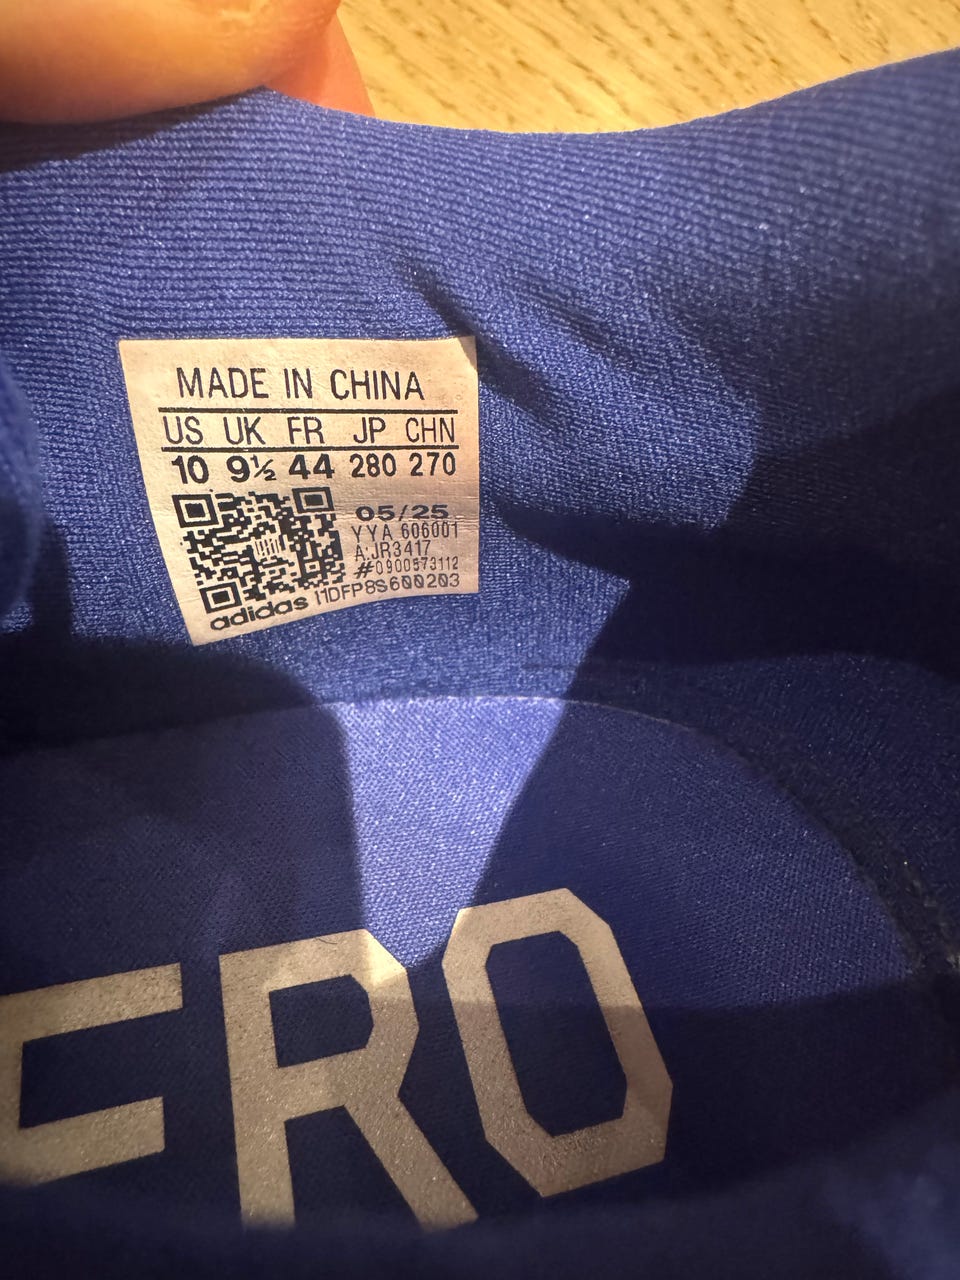 MADE IN CHINA
US UK FR JP CHN
10 9½ 44 280 270
05/25
YYA 606001
A:JR3417
#0900573112
adidas 11DFP8S600203
ERO